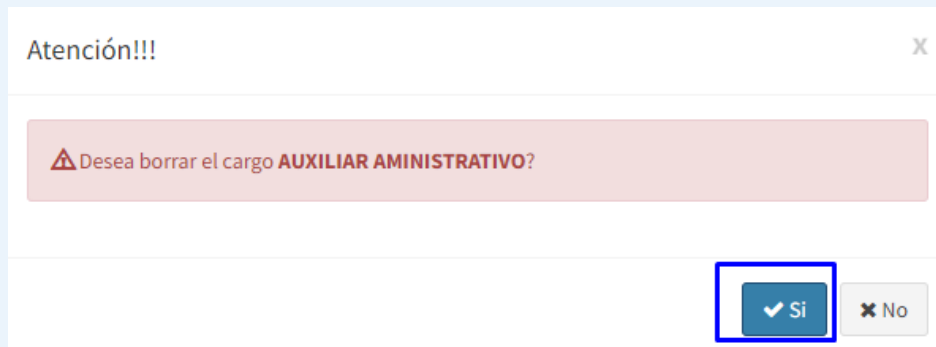 Atención!!!
X
Desea borrar el cargo AUXILIAR AMINISTRATIVO?
Si
No